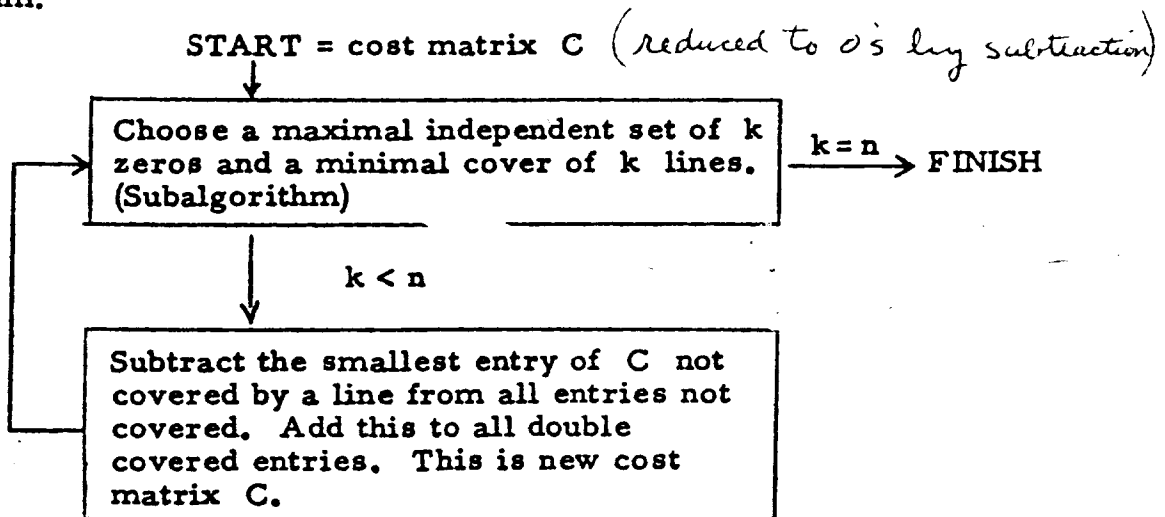 START = cost matrix C (reduced to 0's by subtraction)
Choose a maximal independent set of k
zeros and a minimal cover of k lines.
(Subalgorithm)
k = n
FINISH
k < n
Subtract the smallest entry of C not
covered by a line from all entries not
covered. Add this to all double
covered entries. This is new cost
matrix C.